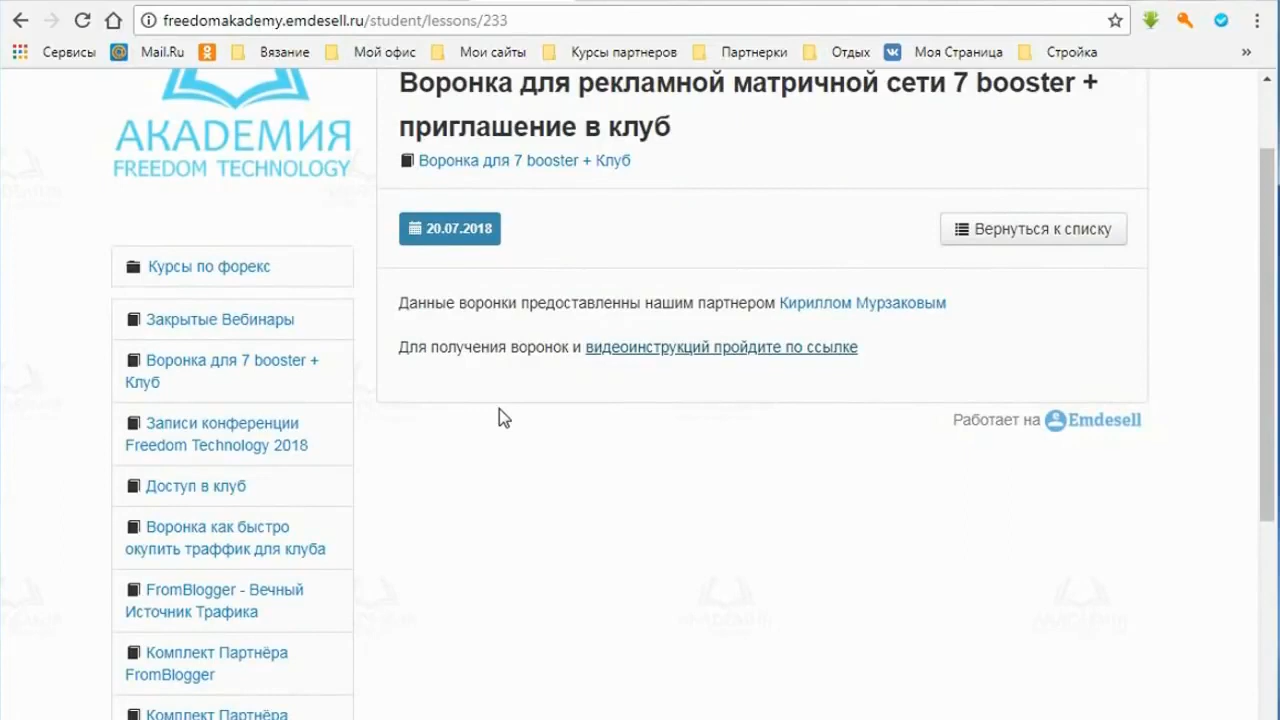 freedomakademy.emdesell.ru/student/lessons/233
Сервисы Mail.Ru Вязание Мой офис Мои сайты Курсы партнеров Партнерки Отдых Моя Страница Стройка »
АКАДЕМИЯ
FREEDOM TECHNOLOGY
Курсы по форекс
Закрытые Вебинары
Воронка для 7 booster +
Клуб
Записи конференции
Freedom Technology 2018
Доступ в клуб
Воронка как быстро
окупить траффик для клуба
FromBlogger - Вечный
Источник Трафика
Комплект Партнёра
FromBlogger
Комплект Партнёра
Воронка для рекламной матричной сети 7 booster +
приглашение в клуб
Воронка для 7 booster + Клуб
20.07.2018
Вернуться к списку
Данные воронки предоставленны нашим партнером Кириллом Мурзаковым
Для получения воронок и видеоинструкций пройдите по ссылке
Работает на Emdesell